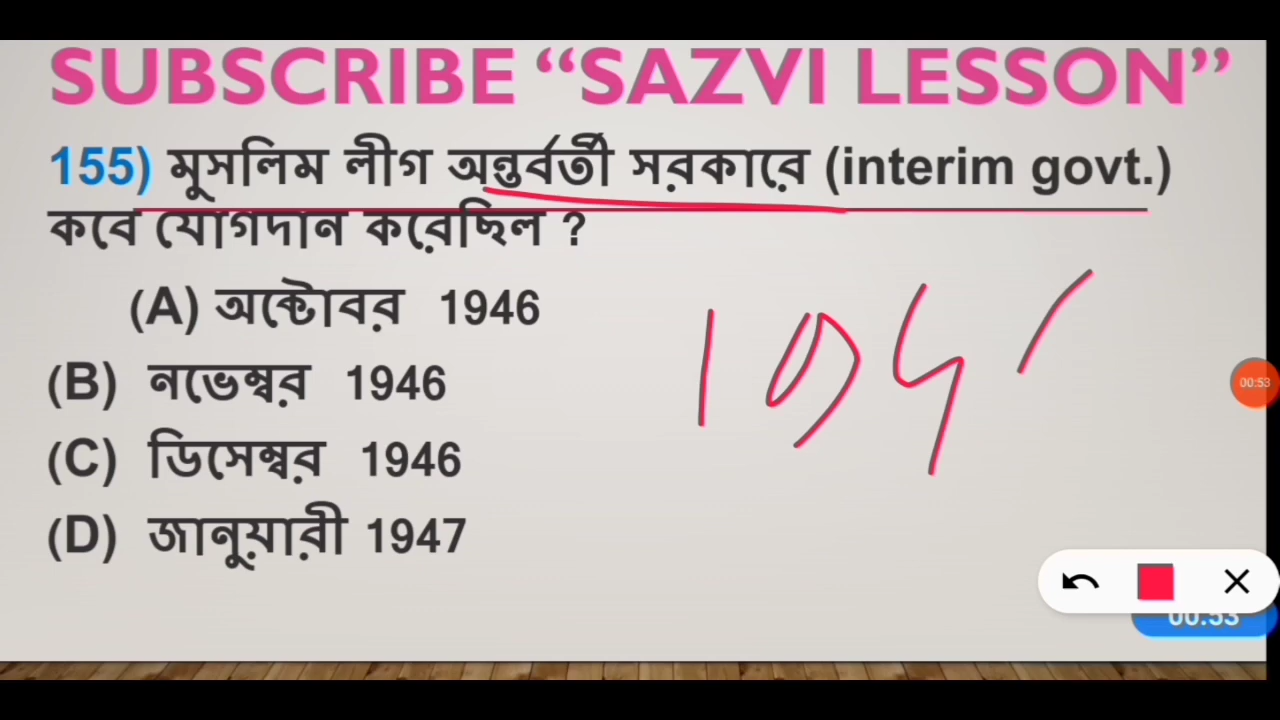 SUBSCRIBE “SAZVI LESSON”
155) মুসলিম লীগ অন্তর্বর্তী সরকারে (interim govt.)
কবে যোগদান করেছিল ?
(A) অক্টোবর 1946
(B) নভেম্বর 1946
(C) ডিসেম্বর 1946
(D) জানুয়ারী 1947
194
00:53
00:53